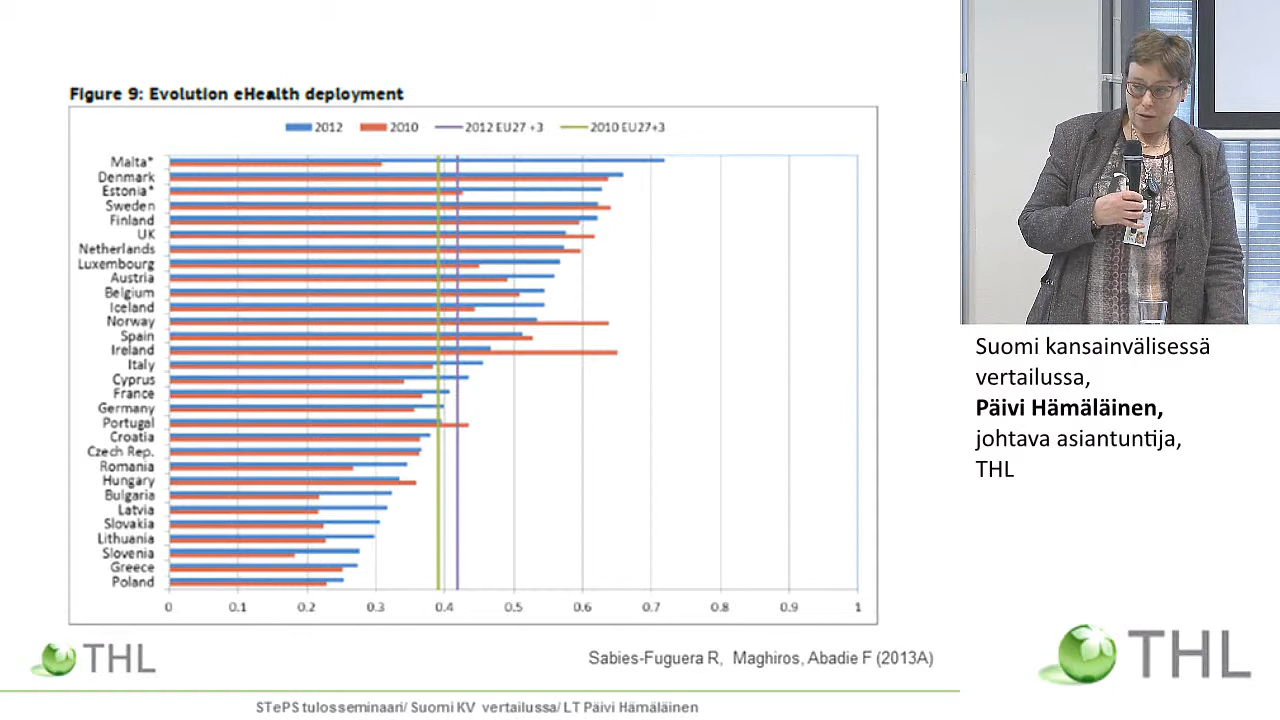 Figure 9: Evolution eHealth deployment
2012
2010
2012 EU27 +3
2010 EU27+3
Malta*
Denmark
Estonia*
Sweden
Finland
UK
Netherlands
Luxembourg
Austria
Belgium
Iceland
Norway
Spain
Ireland
Italy
Cyprus
France
Germany
Portugal
Croatia
Czech Rep.
Romania
Hungary
Bulgaria
Latvia
Slovakia
Lithuania
Slovenia
Greece
Poland
0 0.1 0.2 0.3 0.4 0.5 0.6 0.7 0.8 0.9 1
THL
Sabies-Fuguera R, Maghiros, Abadie F (2013A)
STePS tulosseminaari/ Suomi KV vertailussa/ LT Päivi Hämäläinen
Suomi kansainvälisessä
vertailussa,
Päivi Hämäläinen,
johtava asiantuntija,
THL
THL